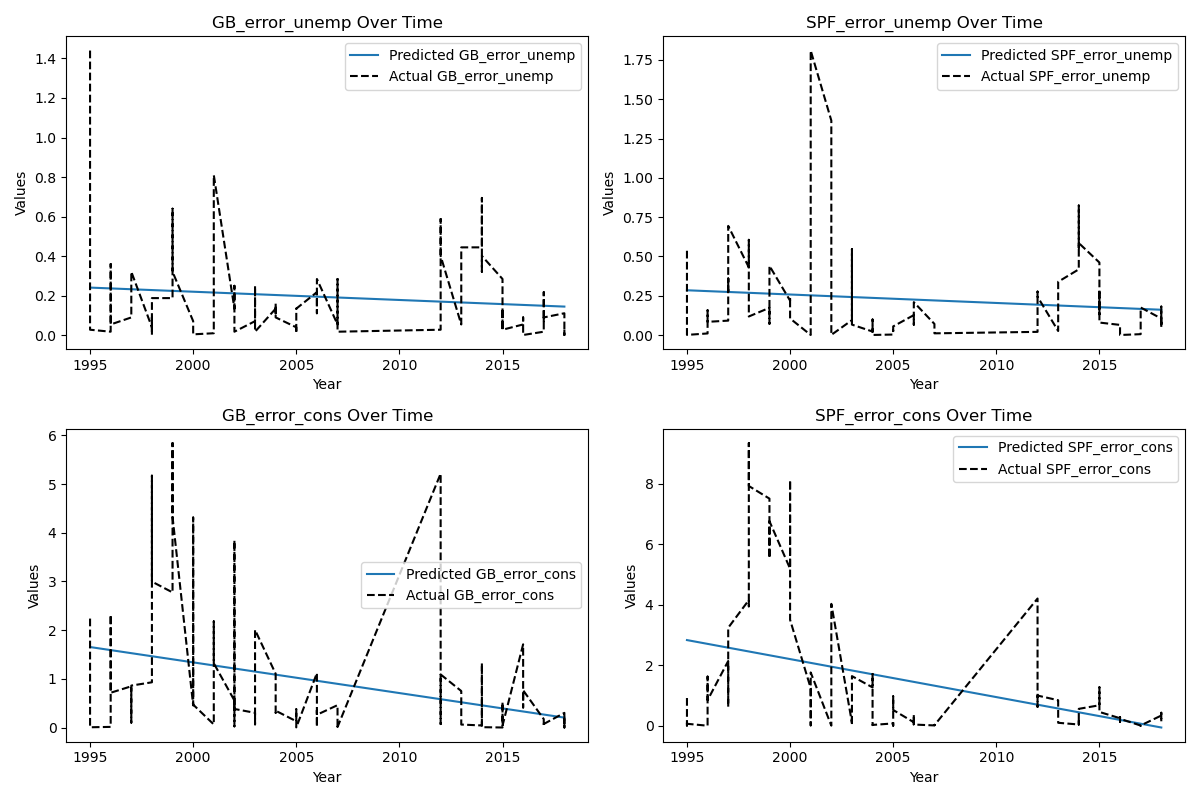 GB_error_unemp Over Time
Predicted GB_error_unemp
Actual GB_error_unemp
Values
1.4
1.2
1.0
0.8
0.6
0.4
0.2
0.0
1995 2000 2005 2010 2015
Year
SPF_error_unemp Over Time
Predicted SPF_error_unemp
Actual SPF_error_unemp
Values
1.75
1.50
1.25
1.00
0.75
0.50
0.25
0.00
1995 2000 2005 2010 2015
Year
GB_error_cons Over Time
Predicted GB_error_cons
Actual GB_error_cons
Values
6
5
4
3
2
1
0
1995 2000 2005 2010 2015
Year
SPF_error_cons Over Time
Predicted SPF_error_cons
Actual SPF_error_cons
Values
8
6
4
2
0
1995 2000 2005 2010 2015
Year